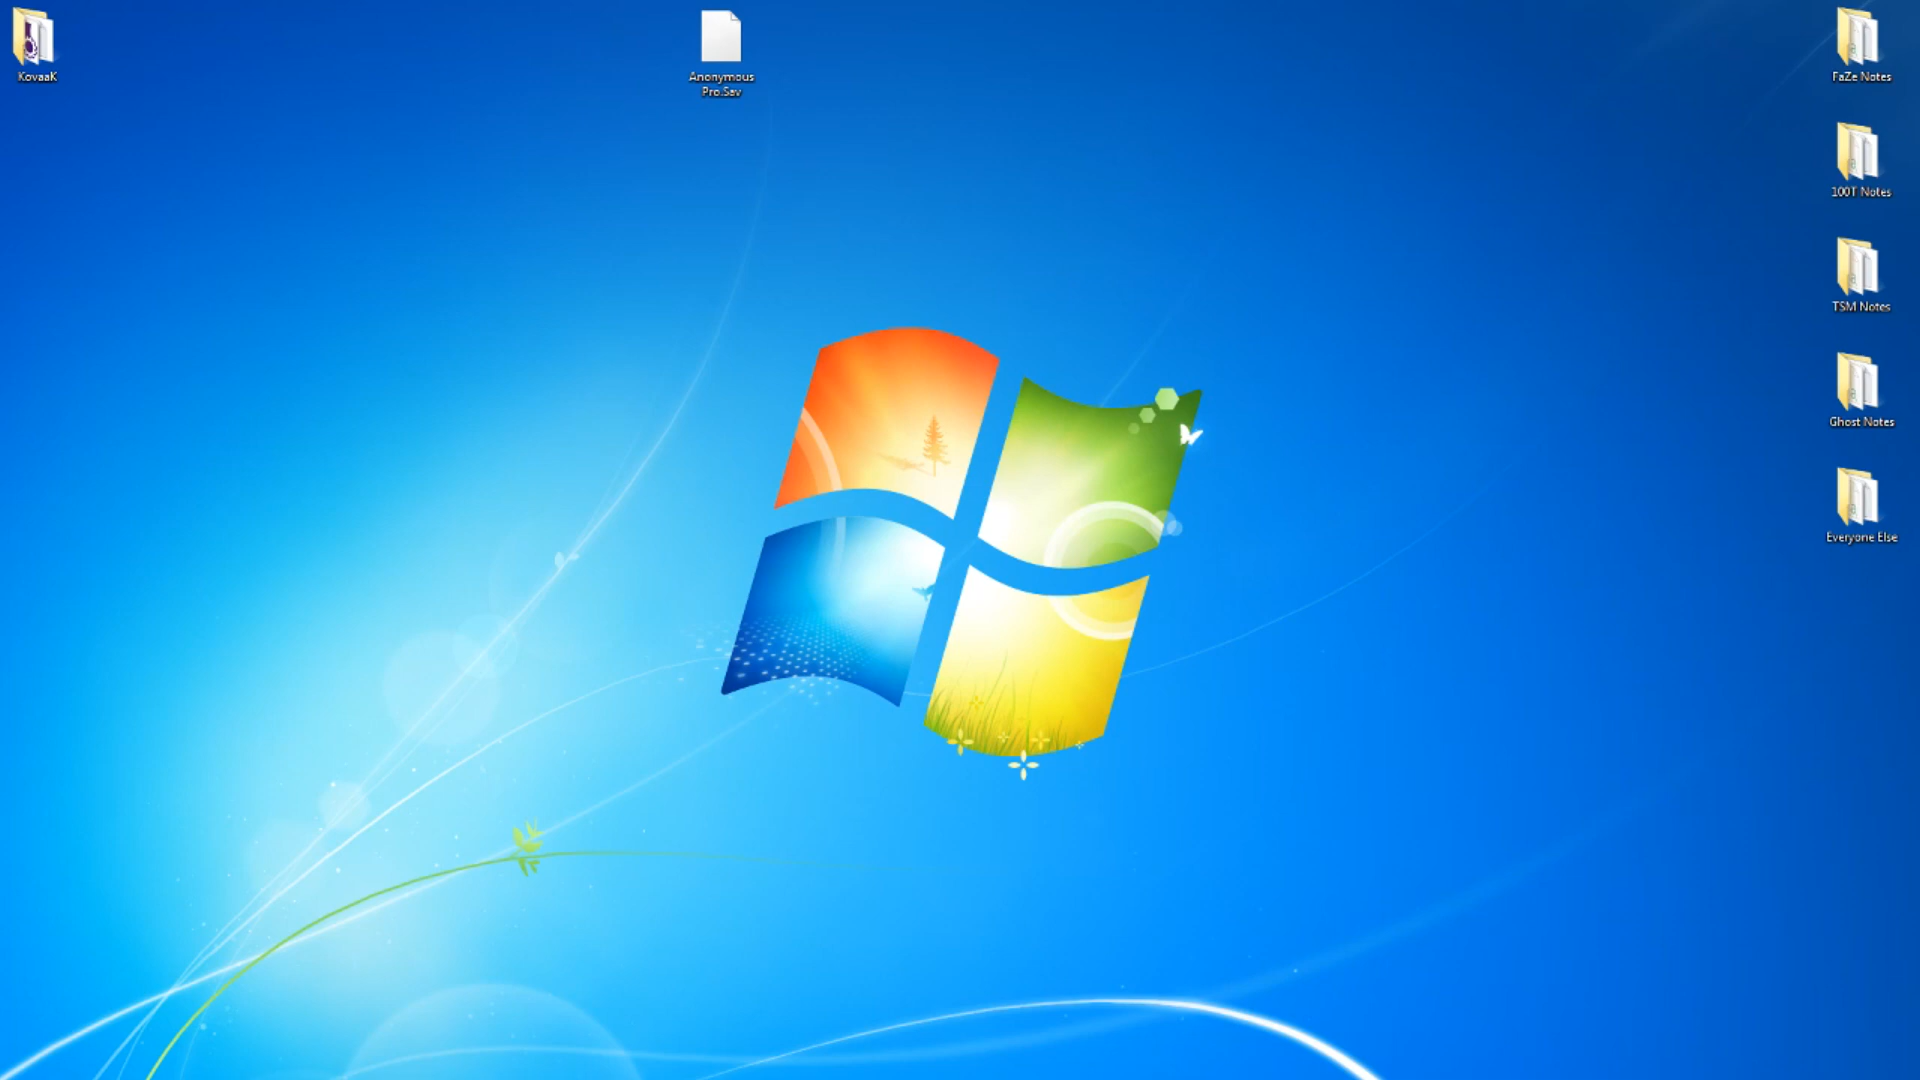 KovaaK
Anonymous
Pro.Sav
FaZe Notes
100T Notes
TSM Notes
Ghost Notes
Everyone Else